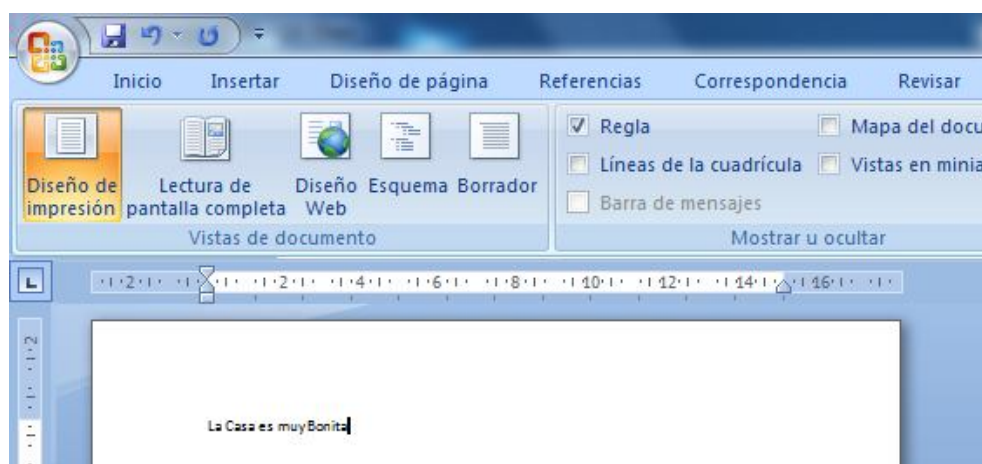 Inicio Insertar Diseño de página Referencias Correspondencia Revisar
Diseño de impresión
Lectura de pantalla completa
Diseño Web
Esquema
Borrador
Vistas de documento
Regla
Líneas de la cuadrícula
Barra de mensajes
Mapa del docu
Vistas en minia
Mostrar u ocultar
L
2 2 4 6 8 10 12 14 16
2
La Casa es muy Bonita